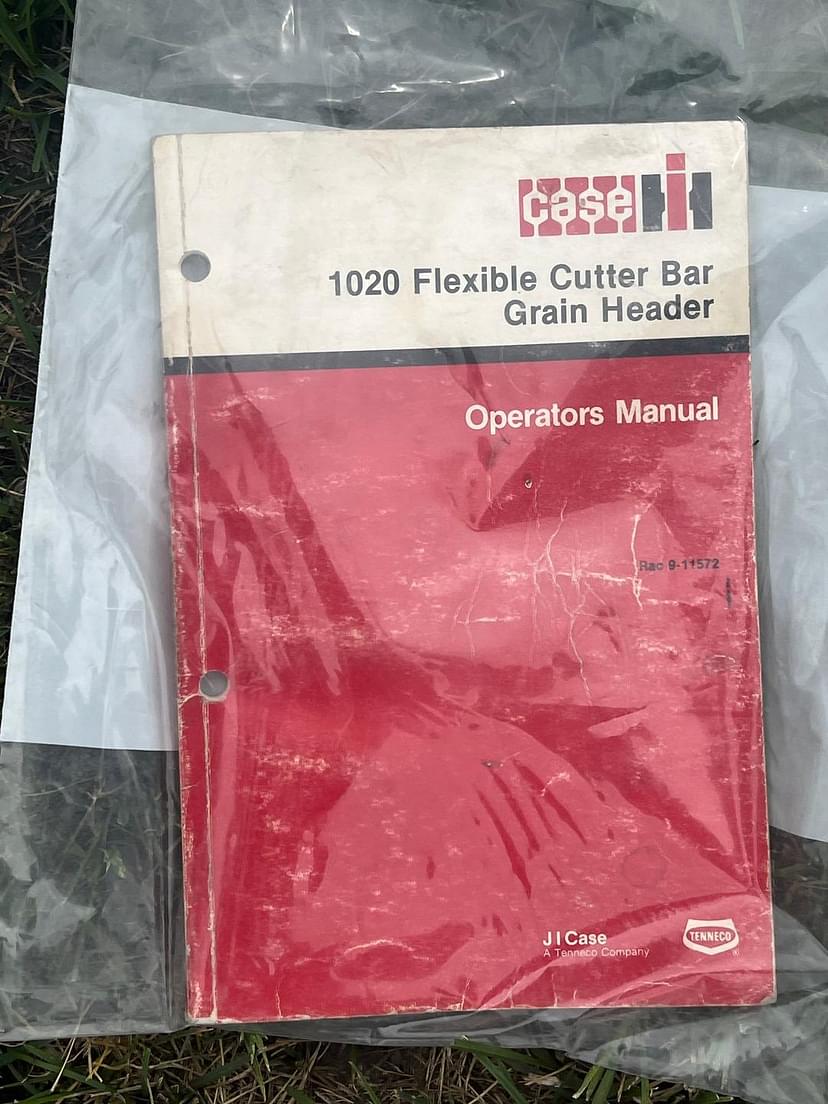 case IH
1020 Flexible Cutter Bar
Grain Header
Operators Manual
Rac 9-11572
J I Case
A Tenneco Company
TENNECO
®